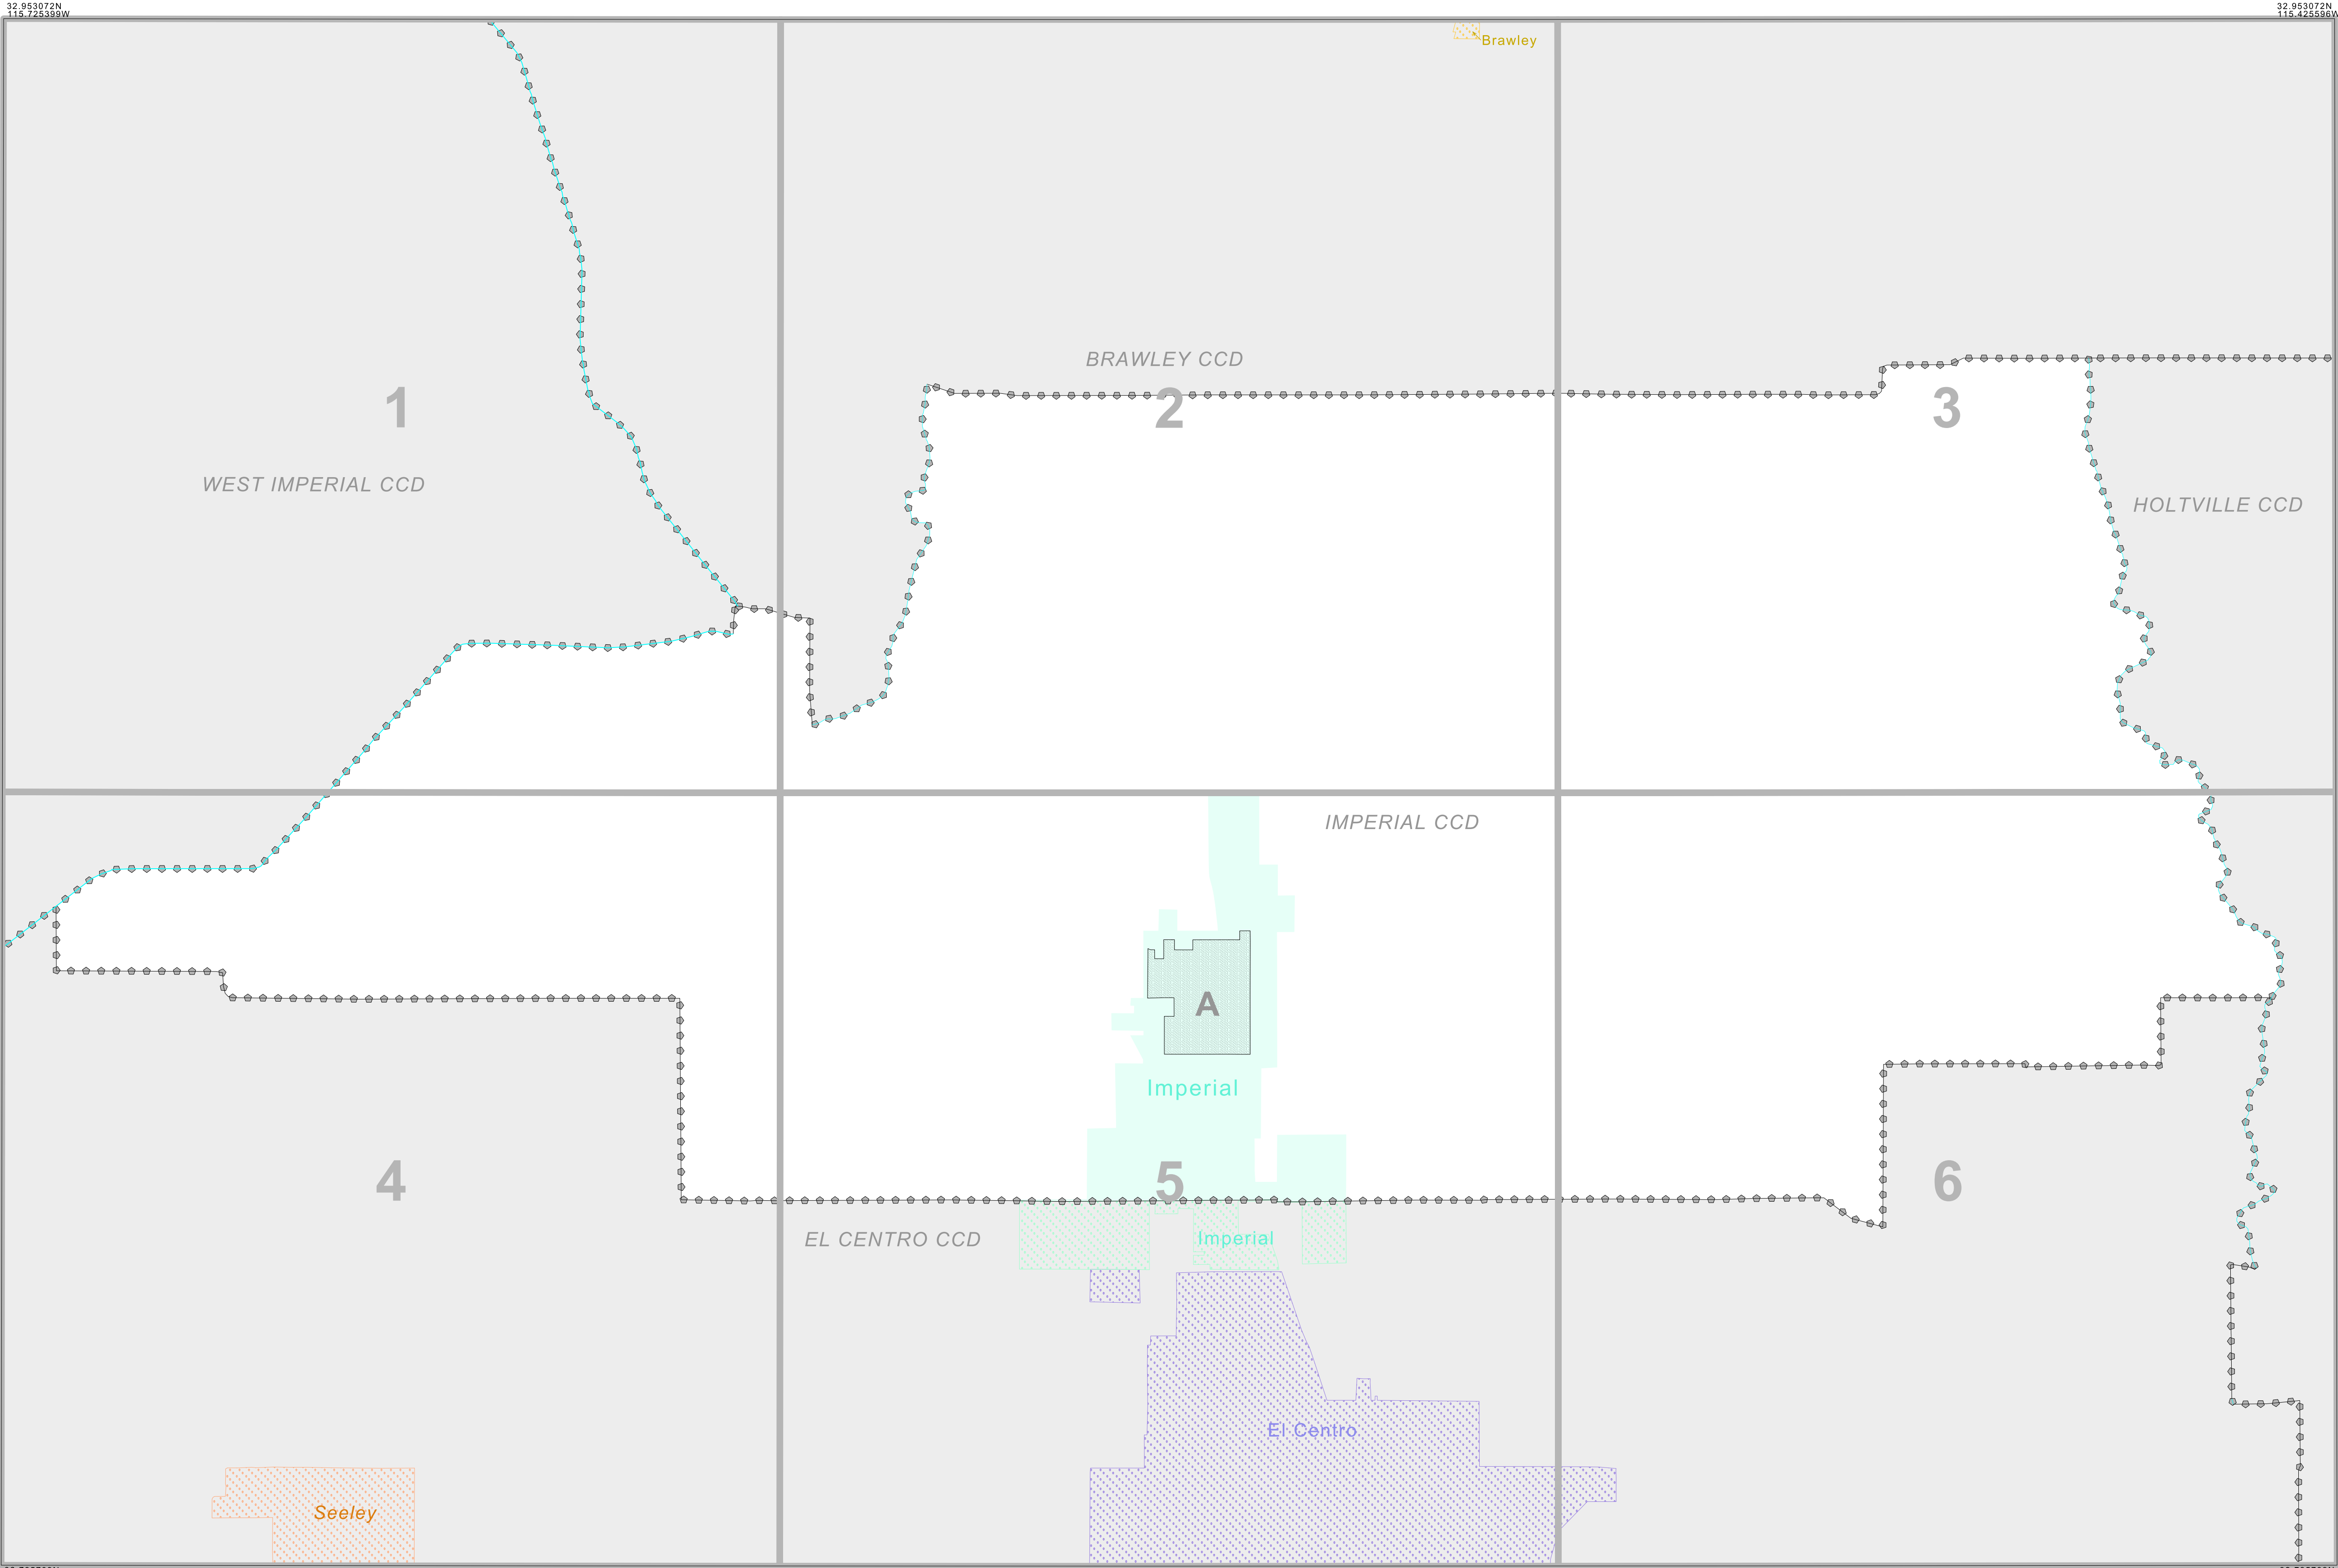 32.953072N
115.725399W
32.953072N
115.425596W
Brawley
BRAWLEY CCD
1
2
3
WEST IMPERIAL CCD
HOLTVILLE CCD
IMPERIAL CCD
A
Imperial
4
5
6
EL CENTRO CCD
Imperial
El Centro
Seeley